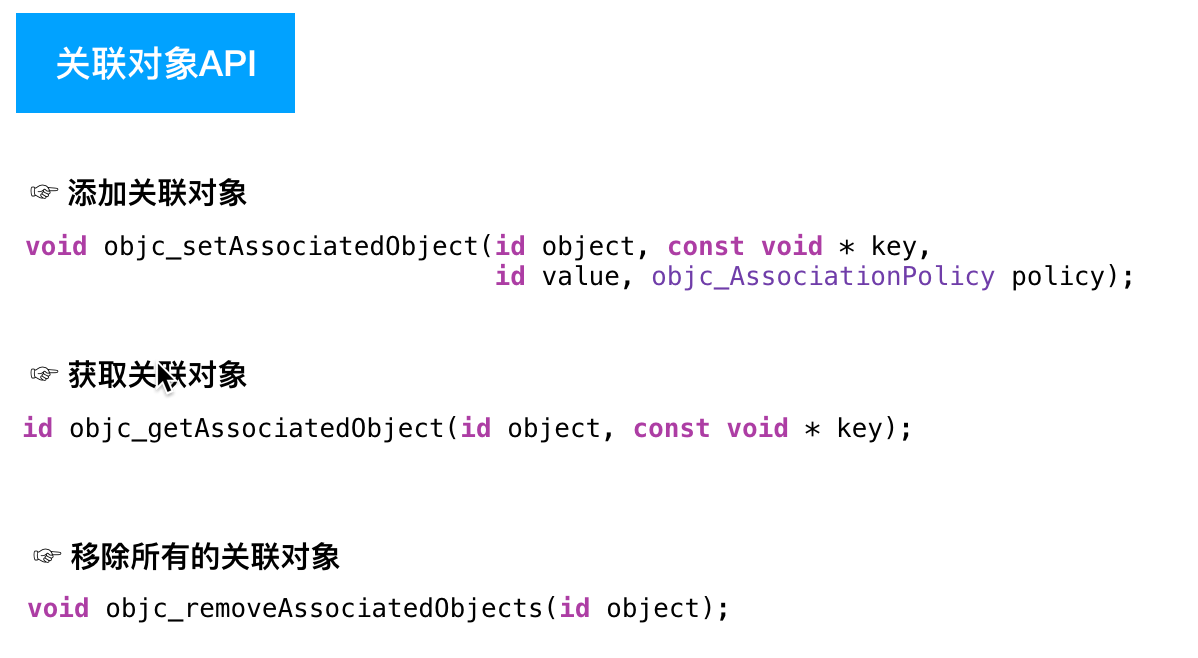 关联对象API
☞ 添加关联对象
void objc_setAssociatedObject(id object, const void * key,
id value, objc_AssociationPolicy policy);
☞ 获取关联对象
id objc_getAssociatedObject(id object, const void * key);
☞ 移除所有的关联对象
void objc_removeAssociatedObjects(id object);